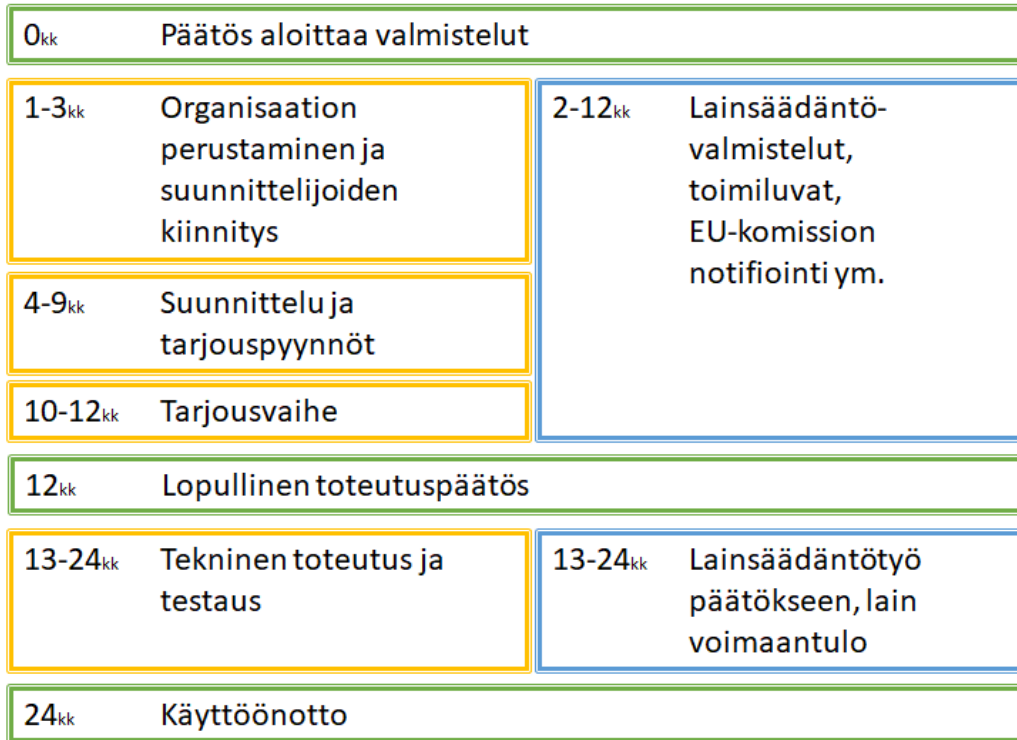 0kk Päätös aloittaa valmistelut
1-3kk Organisaation
perustaminen ja
suunnittelijoiden
kiinnitys
4-9kk Suunnittelu ja
tarjouspyynnöt
10-12kk Tarjousvaihe
2-12kk Lainsäädäntö-
valmistelut,
toimiluvat,
EU-komission
notifiointi ym.
12kk Lopullinen toteutuspäätös
13-24kk Tekninen toteutus ja
testaus
13-24kk Lainsäädäntötyö
päätökseen, lain
voimaantulo
24kk Käyttöönotto